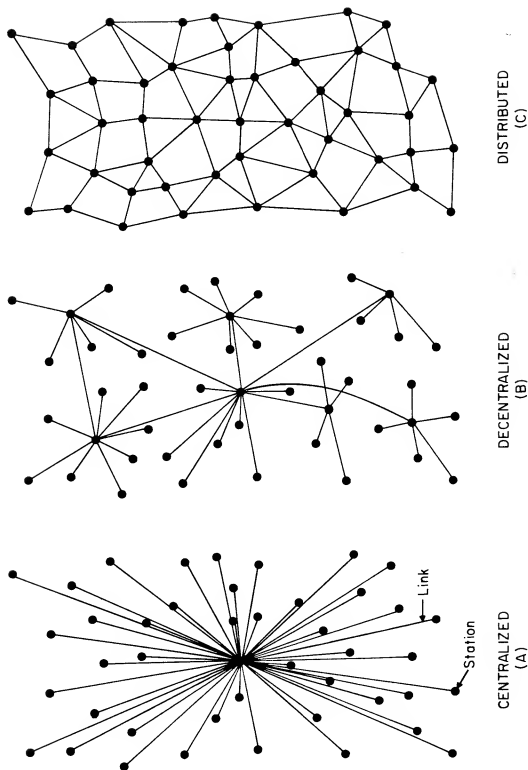 CENTRALIZED
(A)
DECENTRALIZED
(B)
DISTRIBUTED
(C)
Link
Station